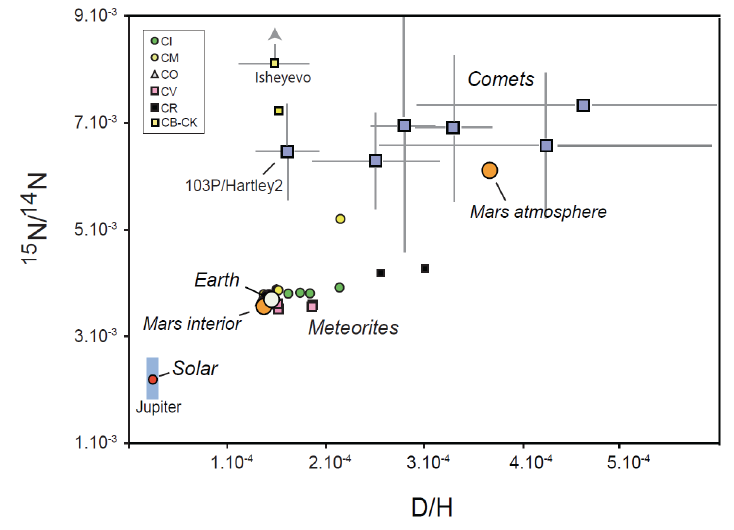 9.10⁻³
7.10⁻³
5.10⁻³
3.10⁻³
1.10⁻³
¹⁵N/¹⁴N
CI
CM
CO
CV
CR
CB-CK
Isheyevo
Comets
103P/Hartley2
Mars atmosphere
Earth
Mars interior
Meteorites
Solar
Jupiter
1.10⁻⁴
2.10⁻⁴
3.10⁻⁴
4.10⁻⁴
5.10⁻⁴
D/H